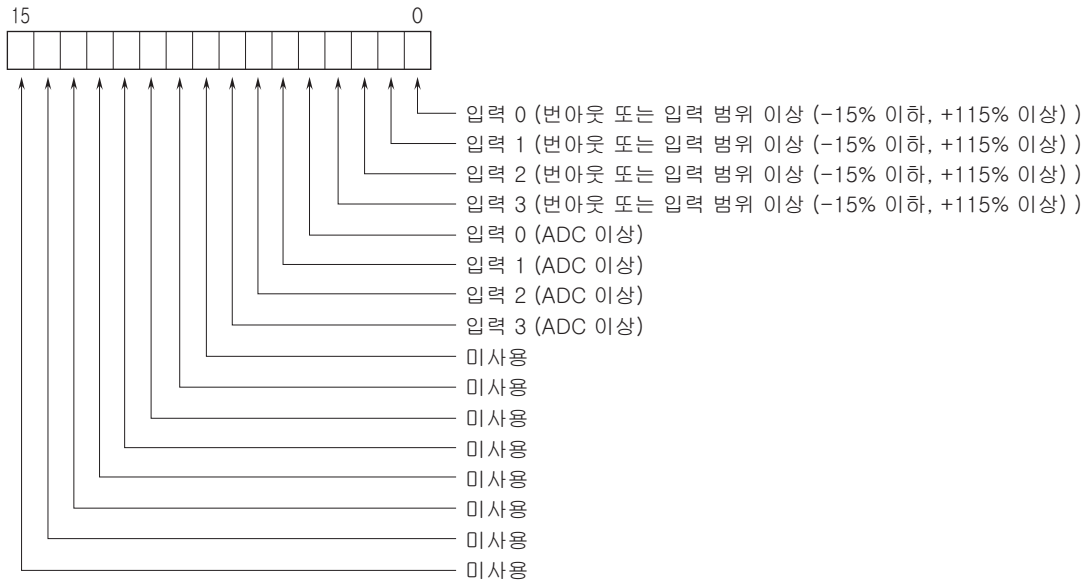 15 0
입력 0 (번아웃 또는 입력 범위 이상 (-15% 이하, +115% 이상) )
입력 1 (번아웃 또는 입력 범위 이상 (-15% 이하, +115% 이상) )
입력 2 (번아웃 또는 입력 범위 이상 (-15% 이하, +115% 이상) )
입력 3 (번아웃 또는 입력 범위 이상 (-15% 이하, +115% 이상) )
입력 0 (ADC 이상)
입력 1 (ADC 이상)
입력 2 (ADC 이상)
입력 3 (ADC 이상)
미사용
미사용
미사용
미사용
미사용
미사용
미사용
미사용